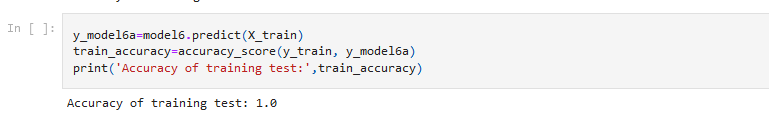 In [ ]:
y_model6a=model6.predict(X_train)
train_accuracy=accuracy_score(y_train, y_model6a)
print('Accuracy of training test:',train_accuracy)
Accuracy of training test: 1.0